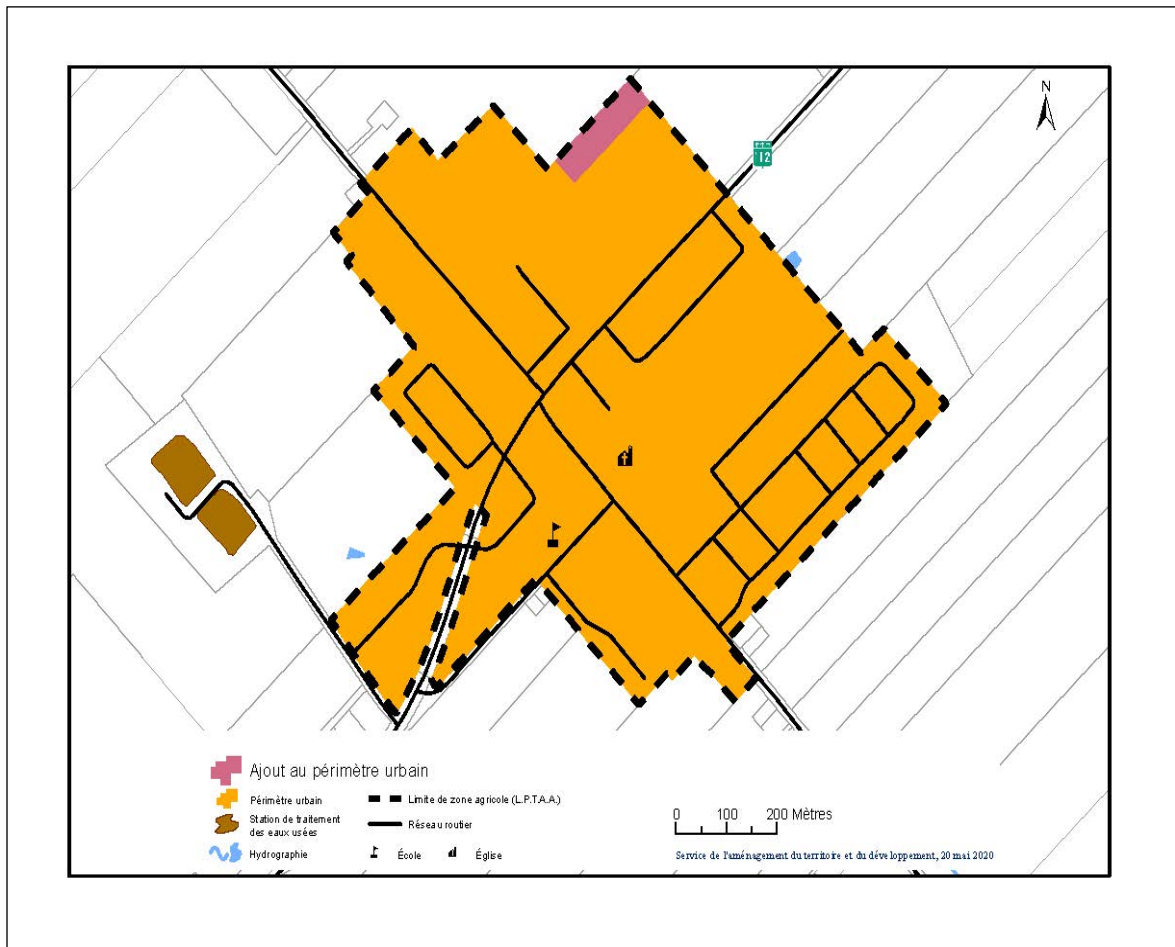 N
12
Ajout au périmètre urbain
Périmètre urbain
Limite de zone agricole (L.P.T.A.A.)
Station de traitement
des eaux usées
Réseau routier
Hydrographie
École
Église
0 100 200 Mètres
Service de l'aménagement du territoire et du développement, 20 mai 2020